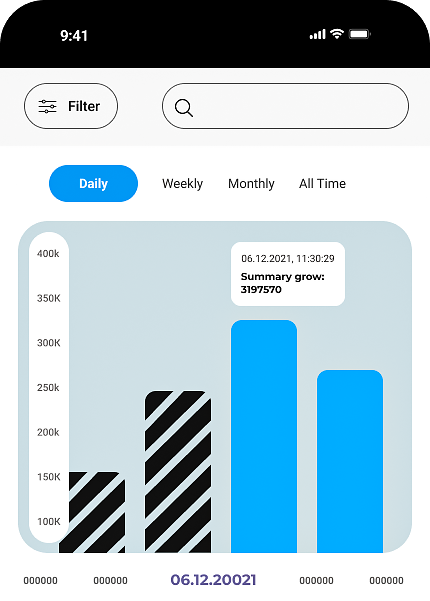 9:41
Filter
Daily Weekly Monthly All Time
400k
350K
300K
250k
200k
150K
100K
06.12.2021, 11:30:29
Summary grow:
3197570
000000 000000 06.12.20021 000000 000000